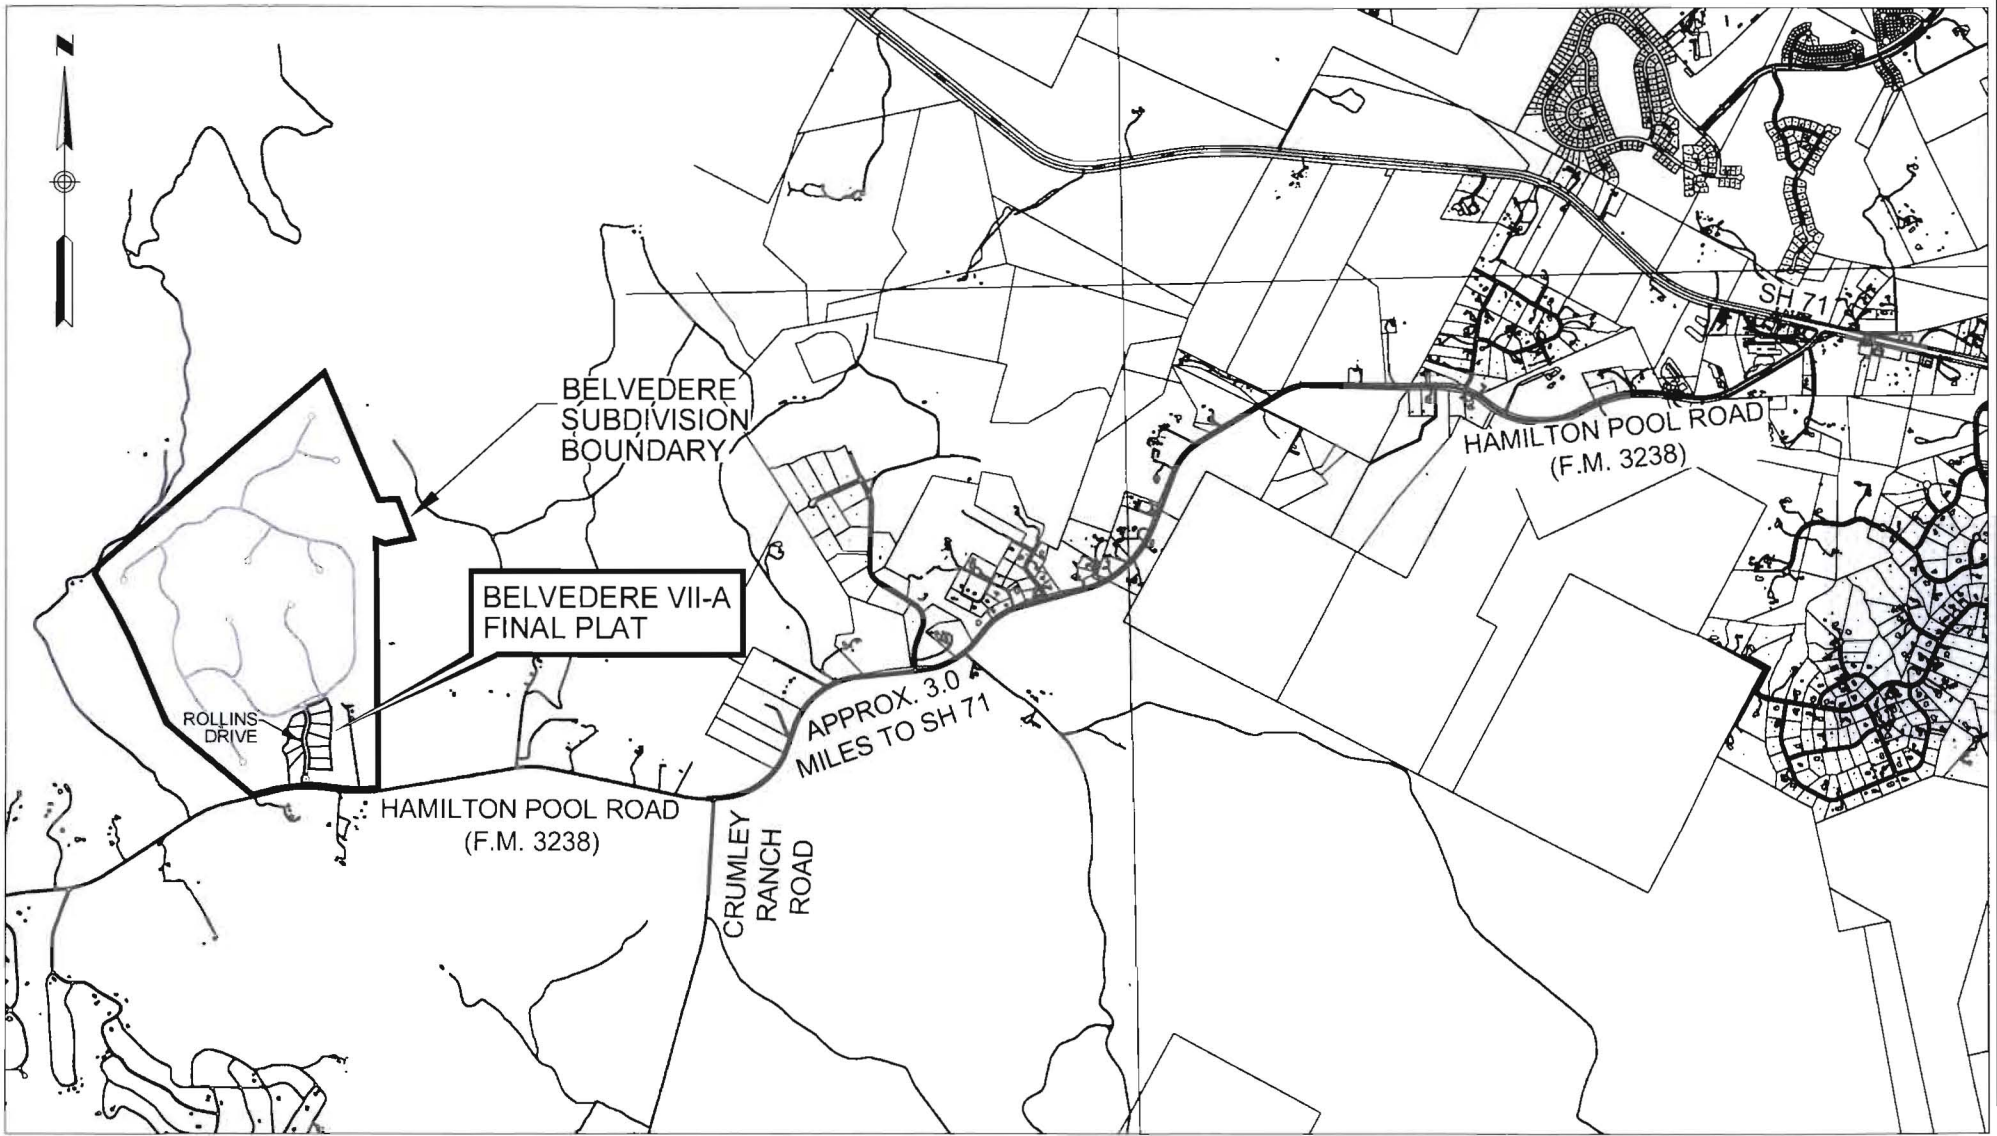 N
SH 71
BELVEDERE
SUBDIVISION
BOUNDARY
HAMILTON POOL ROAD
(F.M. 3238)
BELVEDERE VII-A
FINAL PLAT
ROLLINS
DRIVE
APPROX. 3.0
MILES TO SH 71
HAMILTON POOL ROAD
(F.M. 3238)
CRUMLEY
RANCH
ROAD